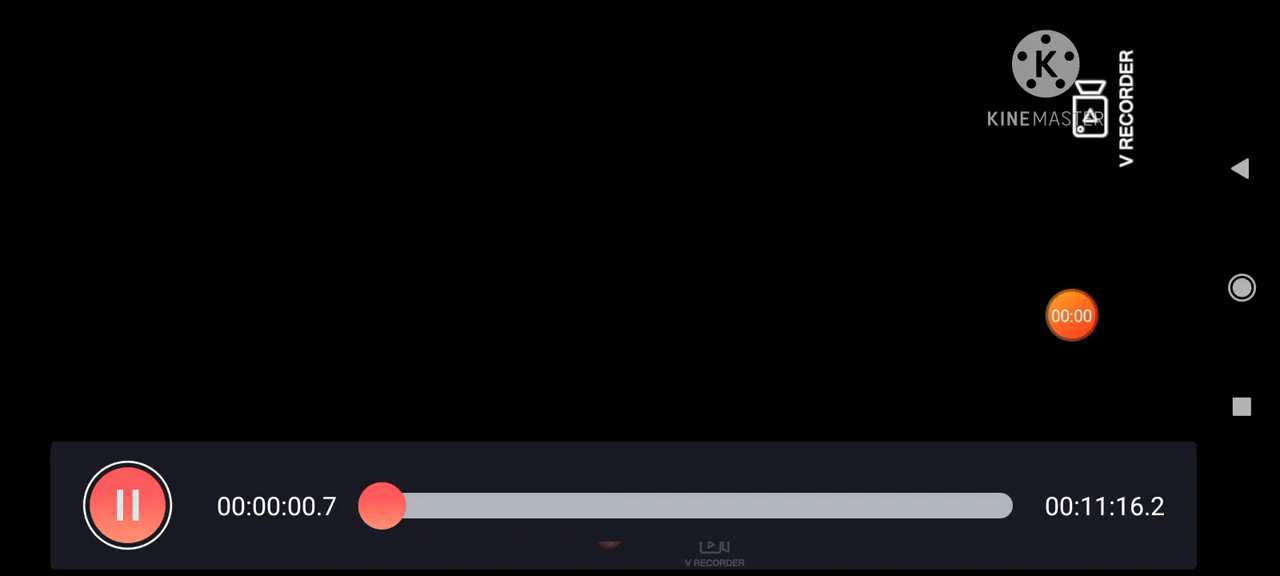 K
KINEMASTER
V RECORDER
00:00
00:00:00.7
00:11:16.2
V RECORDER